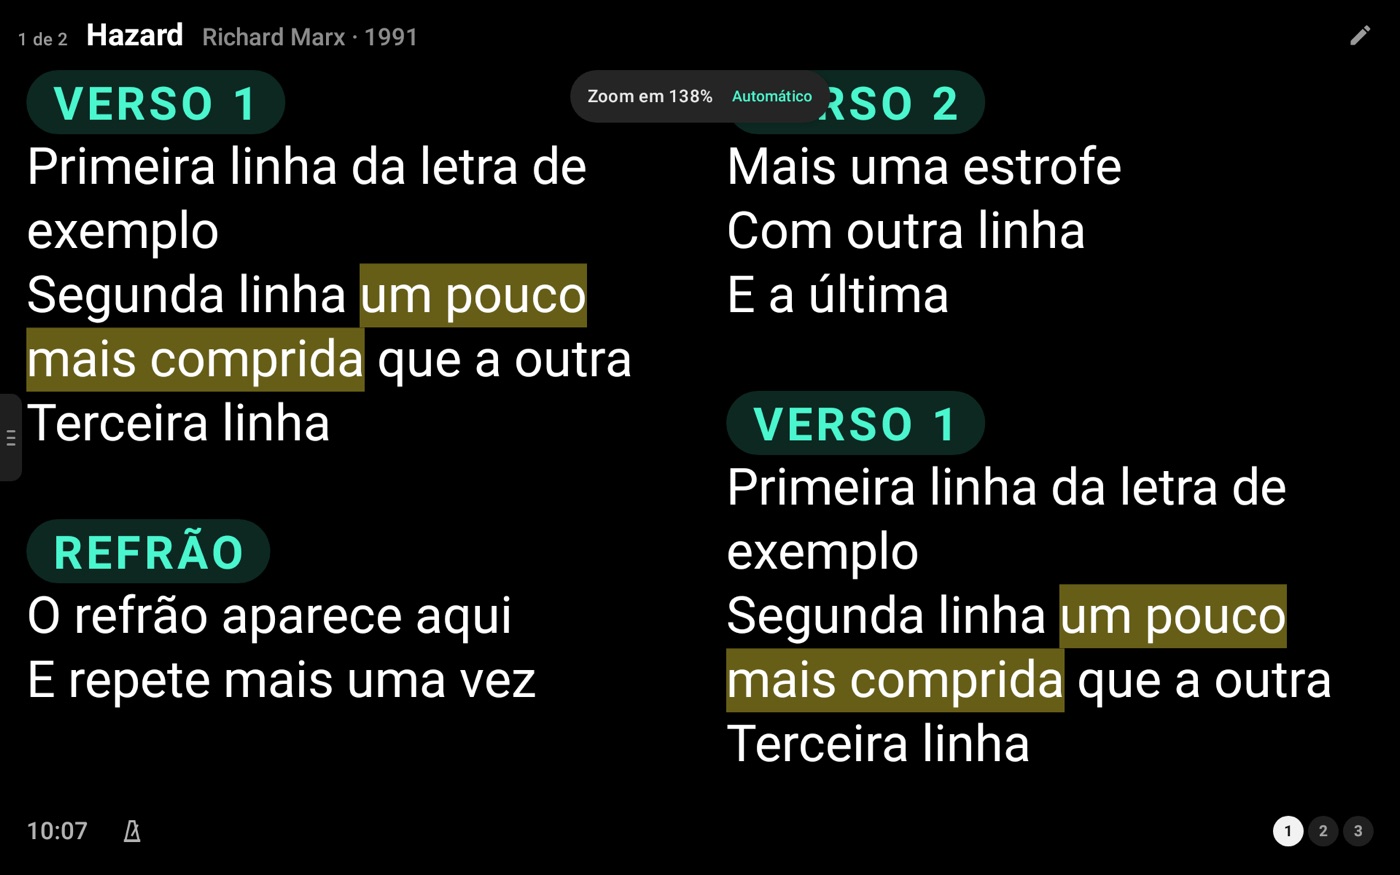 1 de 2 Hazard Richard Marx · 1991
Zoom em 138% Automático
VERSO 1
Primeira linha da letra de
exemplo
Segunda linha um pouco
mais comprida que a outra
Terceira linha
REFRÃO
O refrão aparece aqui
E repete mais uma vez
RSO 2
Mais uma estrofe
Com outra linha
E a última
VERSO 1
Primeira linha da letra de
exemplo
Segunda linha um pouco
mais comprida que a outra
Terceira linha
10:07
1 2 3